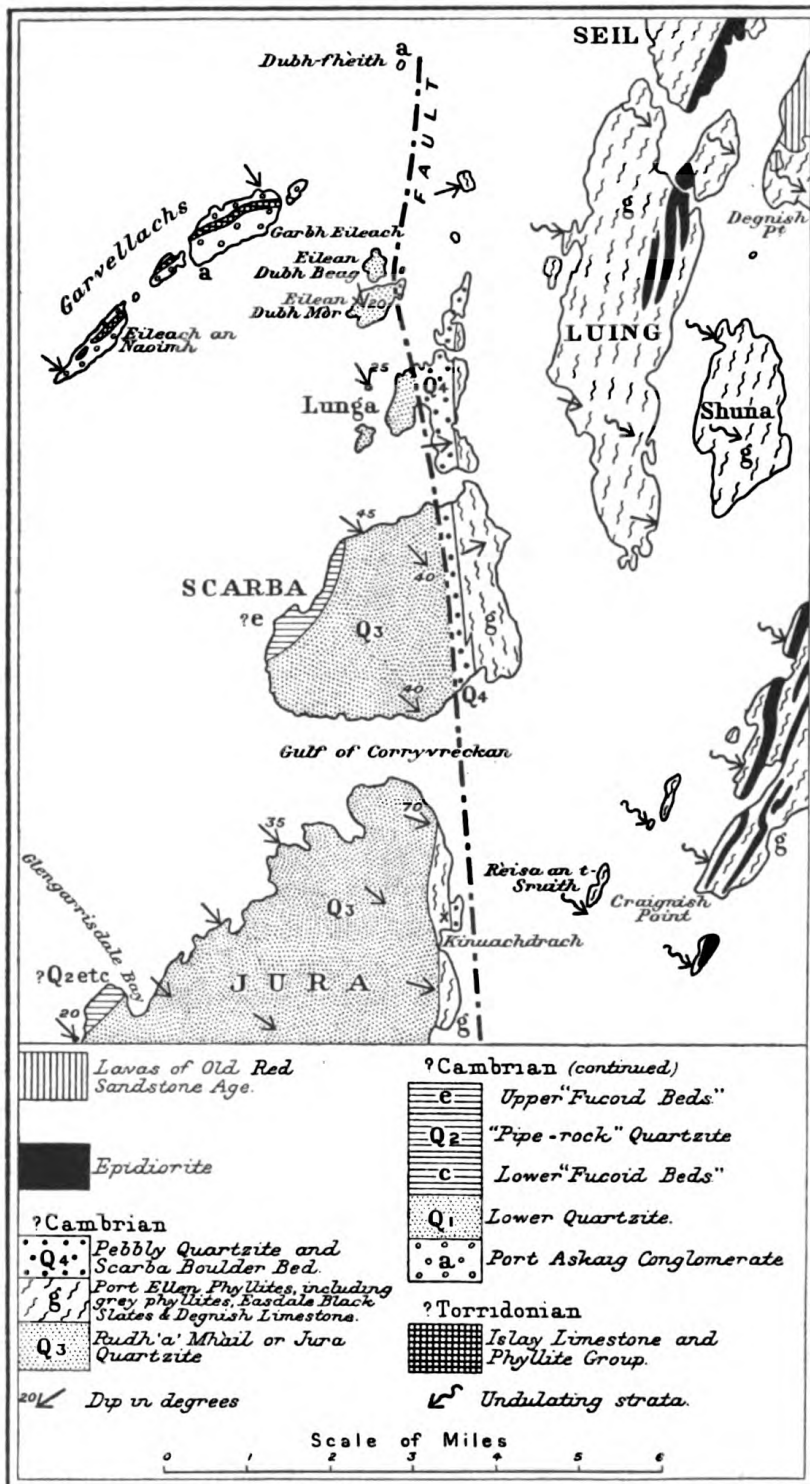 SEIL
a
Dubh-fhèith
FAULT
Garvellachs
a
Garbh Eileach
Eilean
Dubh Beag
Eilean
Dubh Mòr
20
Eileach an
Naoimh
g
Degnish
Pt.
LUING
Shuna
g
25
Q4
Lunga
45
40
SCARBA
?e
Q3
g
40
Q4
Gulf of Corryvreckan
70
35
Glengarrisdale Bay
Q3
Rèisa an t-
Sruith
g
Craignish
Point
Kinuachdrach
JURA
?Q2etc
20
g
Lavas of Old Red
Sandstone Age.
Epidiorite
?Cambrian
Q4
Pebbly Quartzite and
Scarba Boulder Bed.
g
Port Ellen Phyllites, including
grey phyllites, Easdale Black
Slates & Degnish Limestone.
Q3
Rudh 'a' Mhàil or Jura
Quartzite
20
Dip in degrees
?Cambrian (continued)
e
Upper "Fucoid Beds."
Q2
"Pipe-rock" Quartzite
c
Lower "Fucoid Beds."
Q1
Lower Quartzite.
a
Port Askaig Conglomerate
?Torridonian
Islay Limestone and
Phyllite Group.
Undulating strata.
Scale of Miles
0 1 2 3 4 5 6